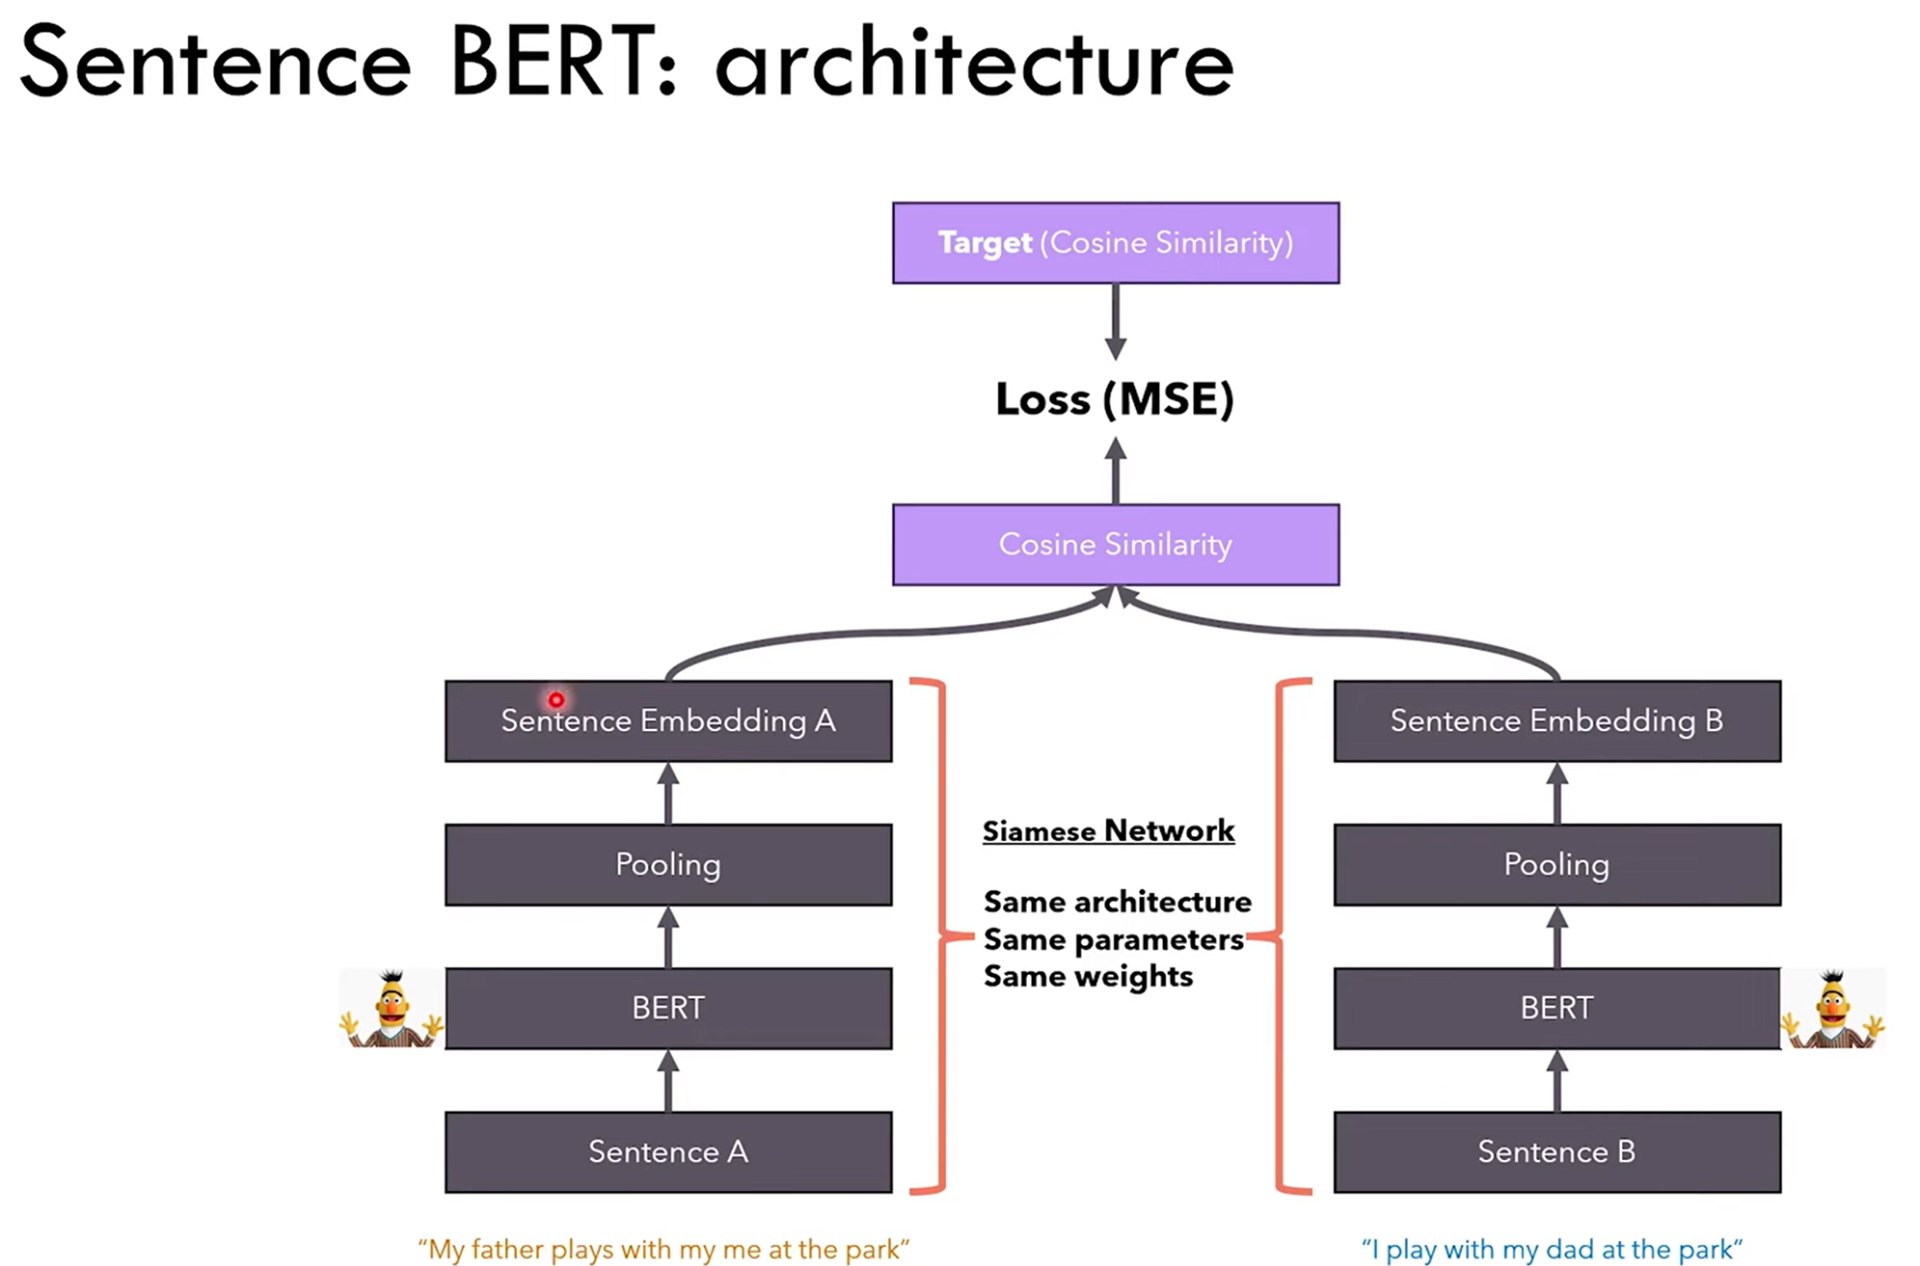 Sentence BERT: architecture
Target (Cosine Similarity)
Loss (MSE)
Cosine Similarity
Sentence Embedding A
Sentence Embedding B
Siamese Network
Pooling
Pooling
Same architecture
Same parameters
Same weights
BERT
BERT
Sentence A
Sentence B
“My father plays with my me at the park”
“I play with my dad at the park”